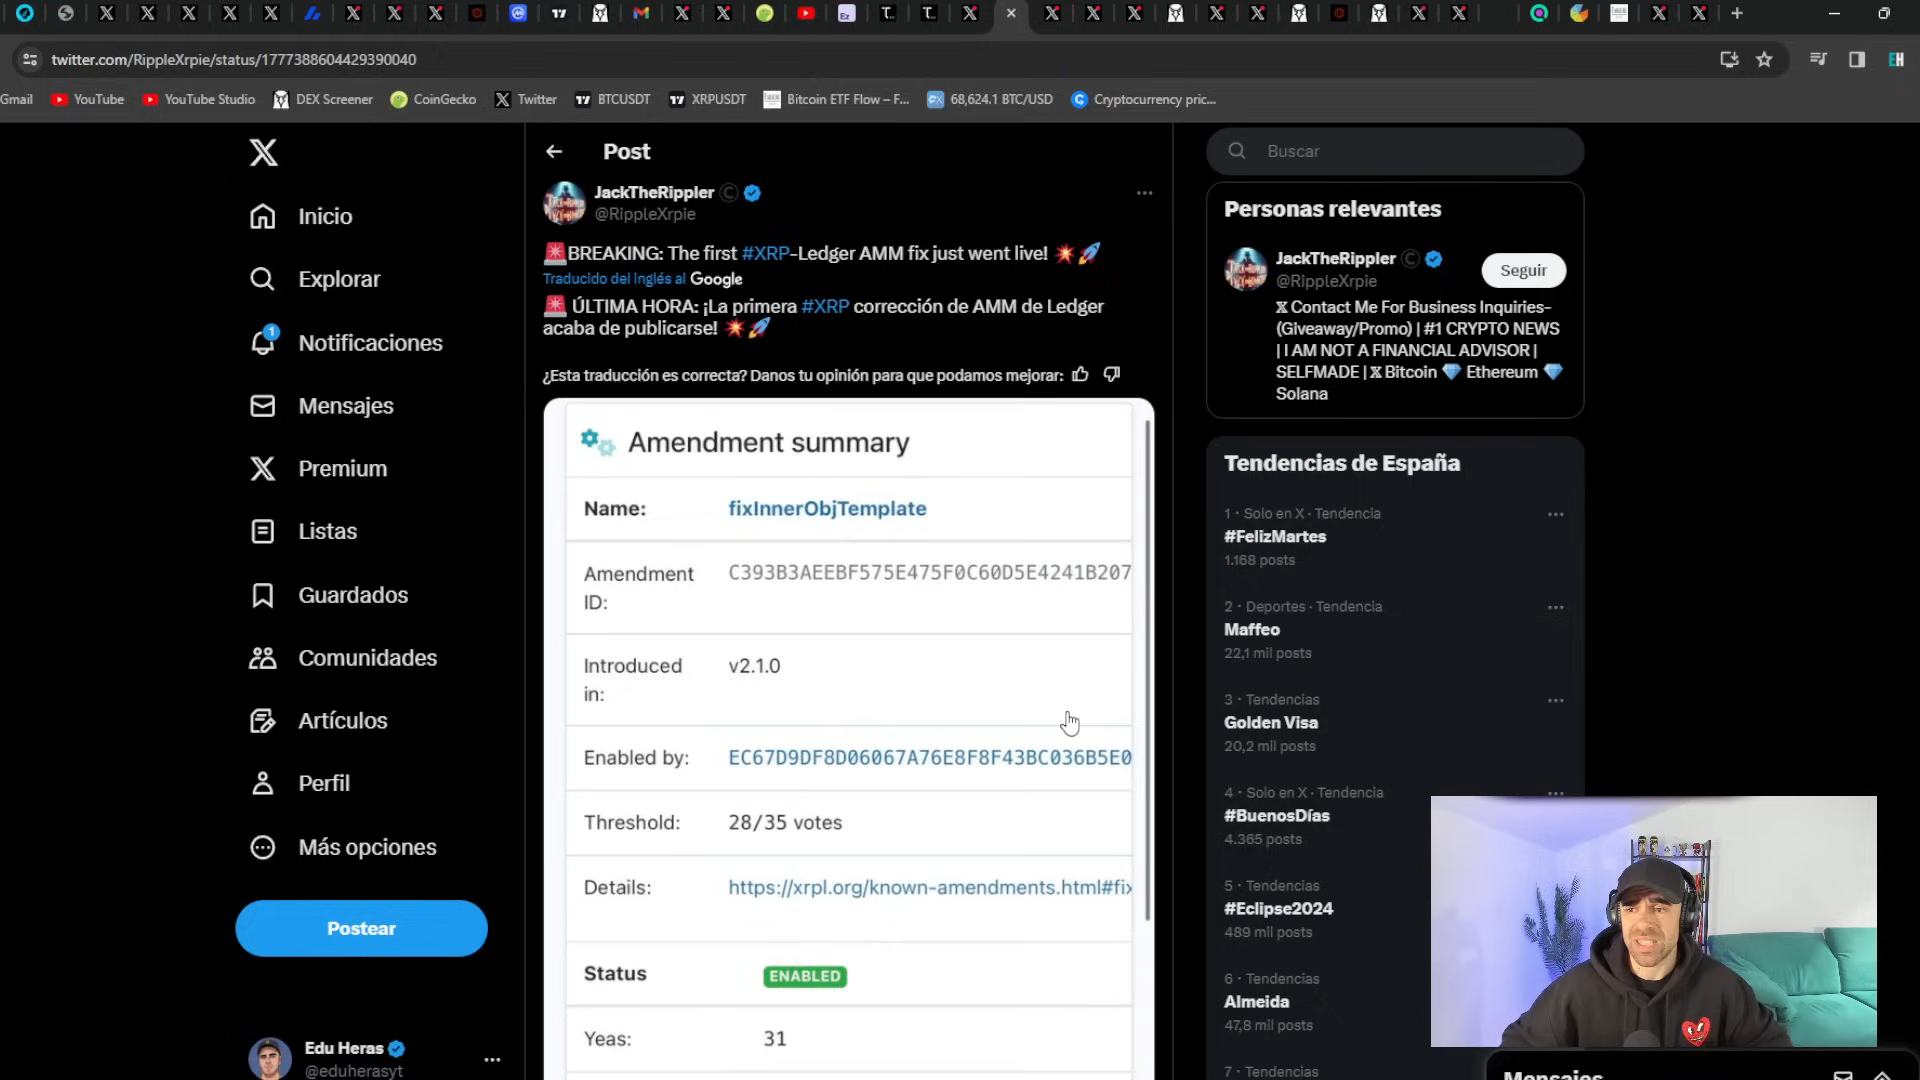 twitter.com/RippleXrpie/status/1777388604429390040
Gmail
YouTube
YouTube Studio
DEX Screener
CoinGecko
Twitter
BTCUSDT
XRPUSDT
Bitcoin ETF Flow – F...
68,624.1 BTC/USD
Cryptocurrency pric...
Inicio
Explorar
1
Notificaciones
Mensajes
Premium
Listas
Guardados
Comunidades
Artículos
Perfil
Más opciones
Postear
Edu Heras
@eduherasyt
Post
JackTheRippler ©
@RippleXrpie
🚨BREAKING: The first #XRP-Ledger AMM fix just went live! 💥🚀
Traducido del inglés al Google
🚨 ÚLTIMA HORA: ¡La primera #XRP corrección de AMM de Ledger
acaba de publicarse! 💥🚀
¿Esta traducción es correcta? Danos tu opinión para que podamos mejorar:
Amendment summary
Name: fixInnerObjTemplate
Amendment C393B3AEEBF575E475F0C60D5E4241B207
ID:
Introduced v2.1.0
in:
Enabled by: EC67D9DF8D06067A76E8F8F43BC036B5E0
Threshold: 28/35 votes
Details: https://xrpl.org/known-amendments.html#fix
Status ENABLED
Yeas: 31
Buscar
Personas relevantes
JackTheRippler ©
@RippleXrpie
Seguir
𝕏 Contact Me For Business Inquiries-
(Giveaway/Promo) | #1 CRYPTO NEWS
| I AM NOT A FINANCIAL ADVISOR |
SELFMADE | 𝕏 Bitcoin 💎 Ethereum 💎
Solana
Tendencias de España
1 · Solo en X · Tendencia
#FelizMartes
1.168 posts
2 · Deportes · Tendencia
Maffeo
22,1 mil posts
3 · Tendencias
Golden Visa
20,2 mil posts
4 · Solo en X · Tendencia
#BuenosDías
4.365 posts
5 · Tendencias
#Eclipse2024
489 mil posts
6 · Tendencias
Almeida
47,8 mil posts
7 · Tendencias
Mensajes